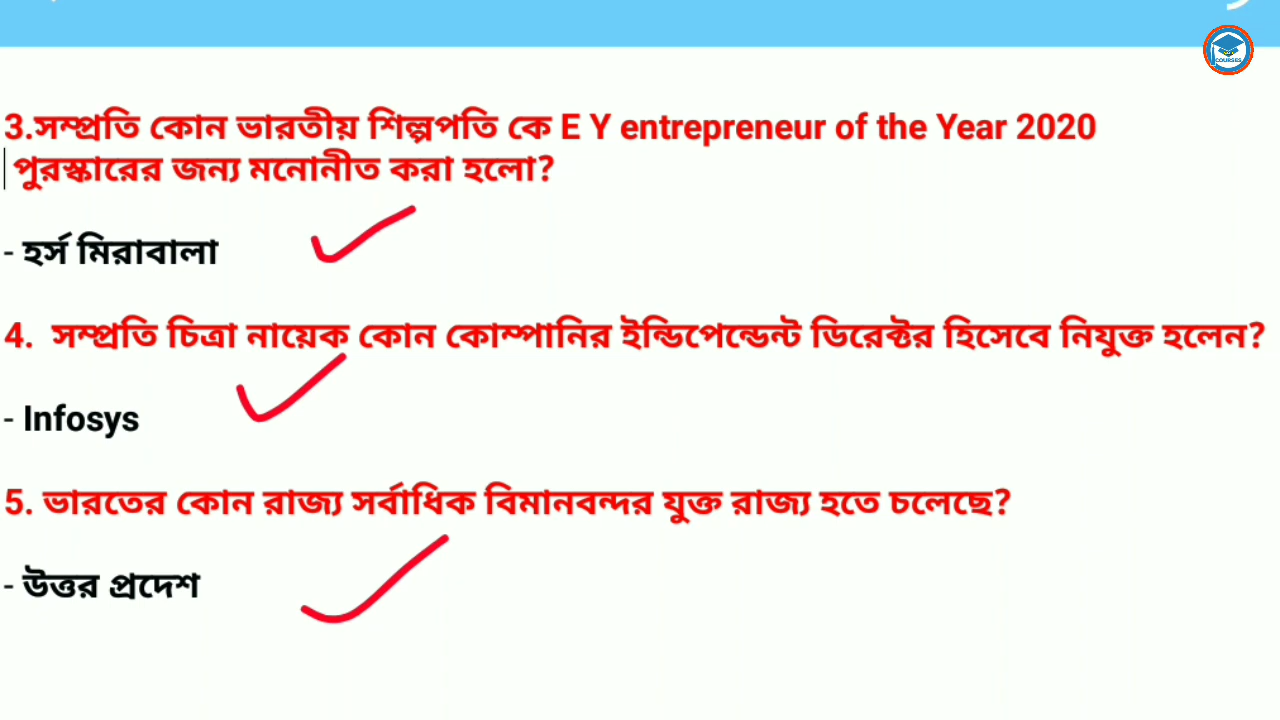 3.সম্প্রতি কোন ভারতীয় শিল্পপতি কে E Y entrepreneur of the Year 2020
পুরস্কারের জন্য মনোনীত করা হলো?
- হর্স মিরাবালা
4. সম্প্রতি চিত্রা নায়েক কোন কোম্পানির ইন্ডিপেন্ডেন্ট ডিরেক্টর হিসেবে নিযুক্ত হলেন?
- Infosys
5. ভারতের কোন রাজ্য সর্বাধিক বিমানবন্দর যুক্ত রাজ্য হতে চলেছে?
- উত্তর প্রদেশ
COURSES